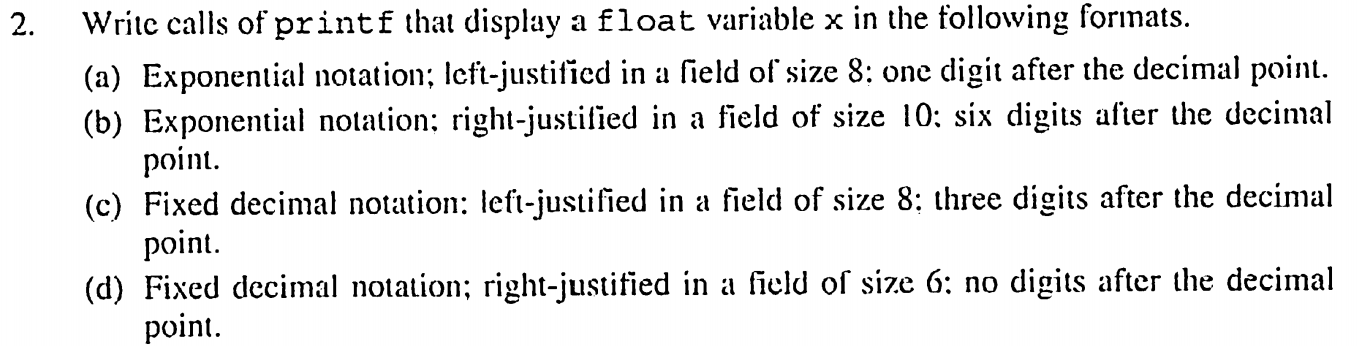 2. Write calls of printf that display a float variable x in the following formats.
(a) Exponential notation; left-justified in a field of size 8; one digit after the decimal point.
(b) Exponential notation; right-justified in a field of size 10; six digits after the decimal
point.
(c) Fixed decimal notation; left-justified in a field of size 8; three digits after the decimal
point.
(d) Fixed decimal notation; right-justified in a field of size 6; no digits after the decimal
point.